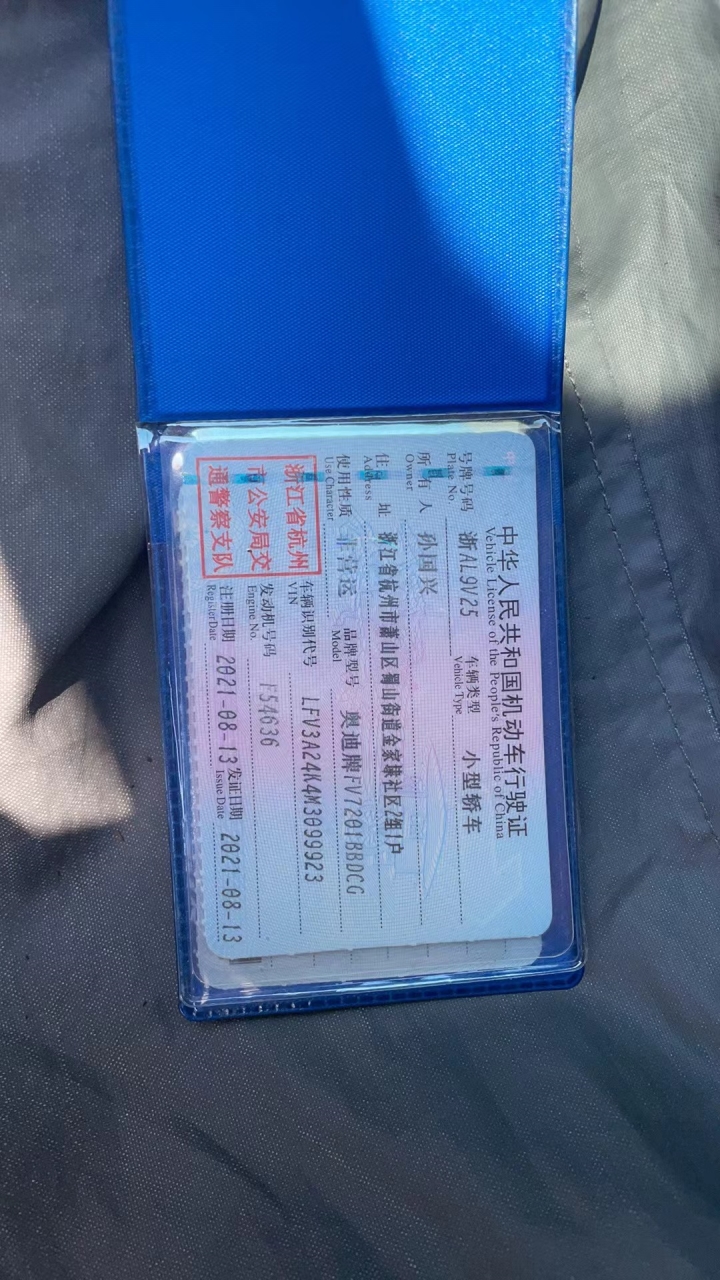 中华人民共和国机动车行驶证
Vehicle License of the People's Republic of China
号牌号码 浙AL9V25 车辆类型 小型轿车
Plate No. Vehicle Type
所有人 孙国兴
Owner
住址 浙江省杭州市萧山区蜀山街道金家埭社区2组1户
Address
使用性质 非营运 品牌型号 奥迪牌FV7201BBDCG
Use Character Model
浙江省杭州
市公安局交
通警察支队
车辆识别代号 LFV3A24K4M3099923
VIN
发动机号码 F54636
Engine No.
注册日期 2021-08-13 发证日期 2021-08-13
Register Date Issue Date